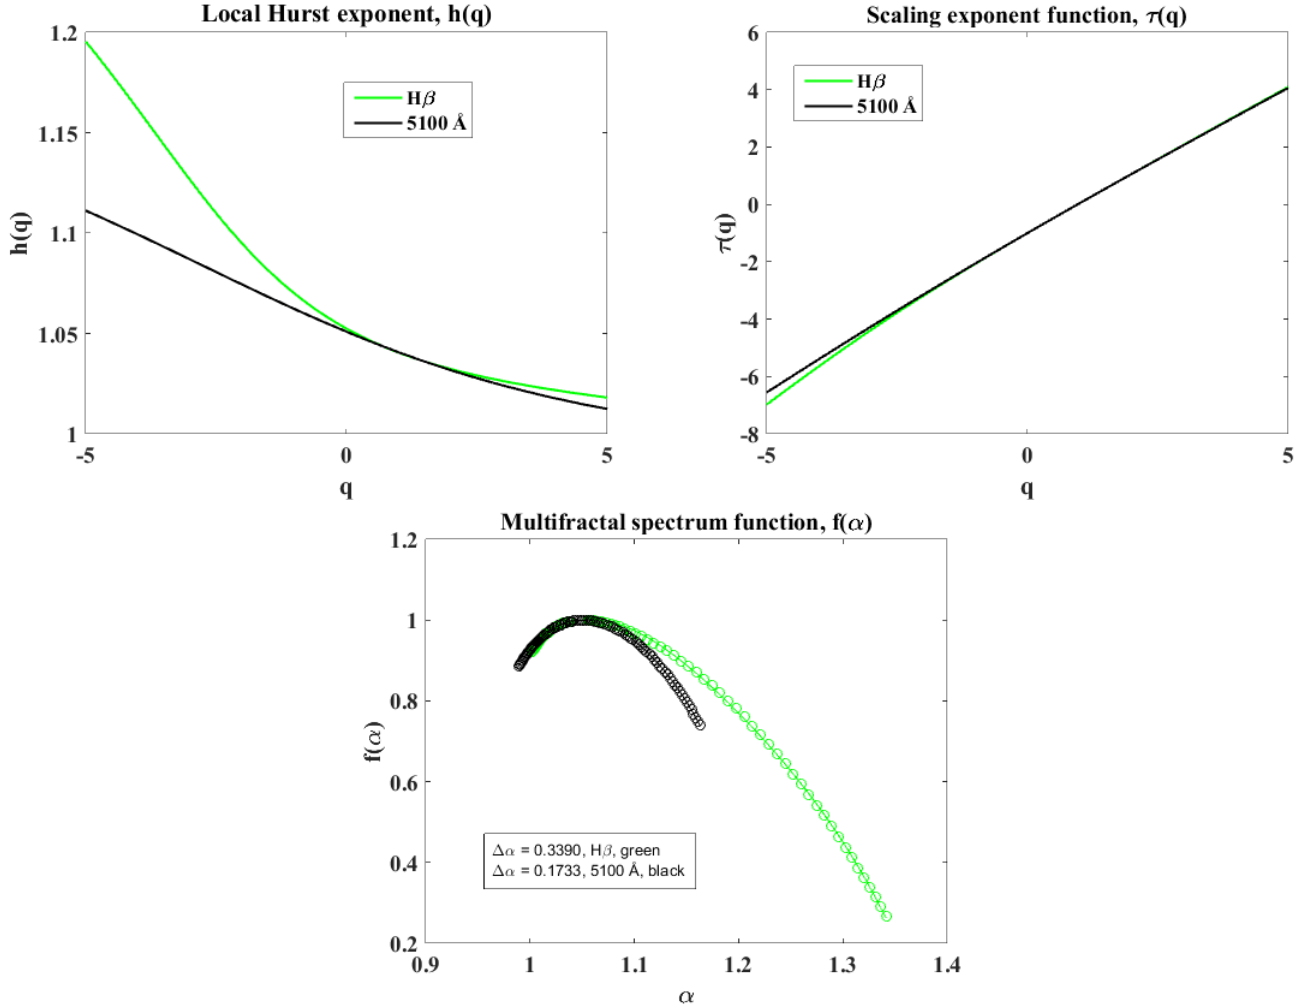 Local Hurst exponent, h(q)
1.2
1.15
1.1
1.05
1
h(q)
Hβ
5100 Å
-5
0
5
q
Scaling exponent function, τ(q)
6
4
2
0
-2
-4
-6
-8
τ(q)
Hβ
5100 Å
-5
0
5
q
Multifractal spectrum function, f(α)
1.2
1
0.8
0.6
0.4
0.2
f(α)
Δα = 0.3390, Hβ, green
Δα = 0.1733, 5100 Å, black
0.9
1
1.1
1.2
1.3
1.4
α